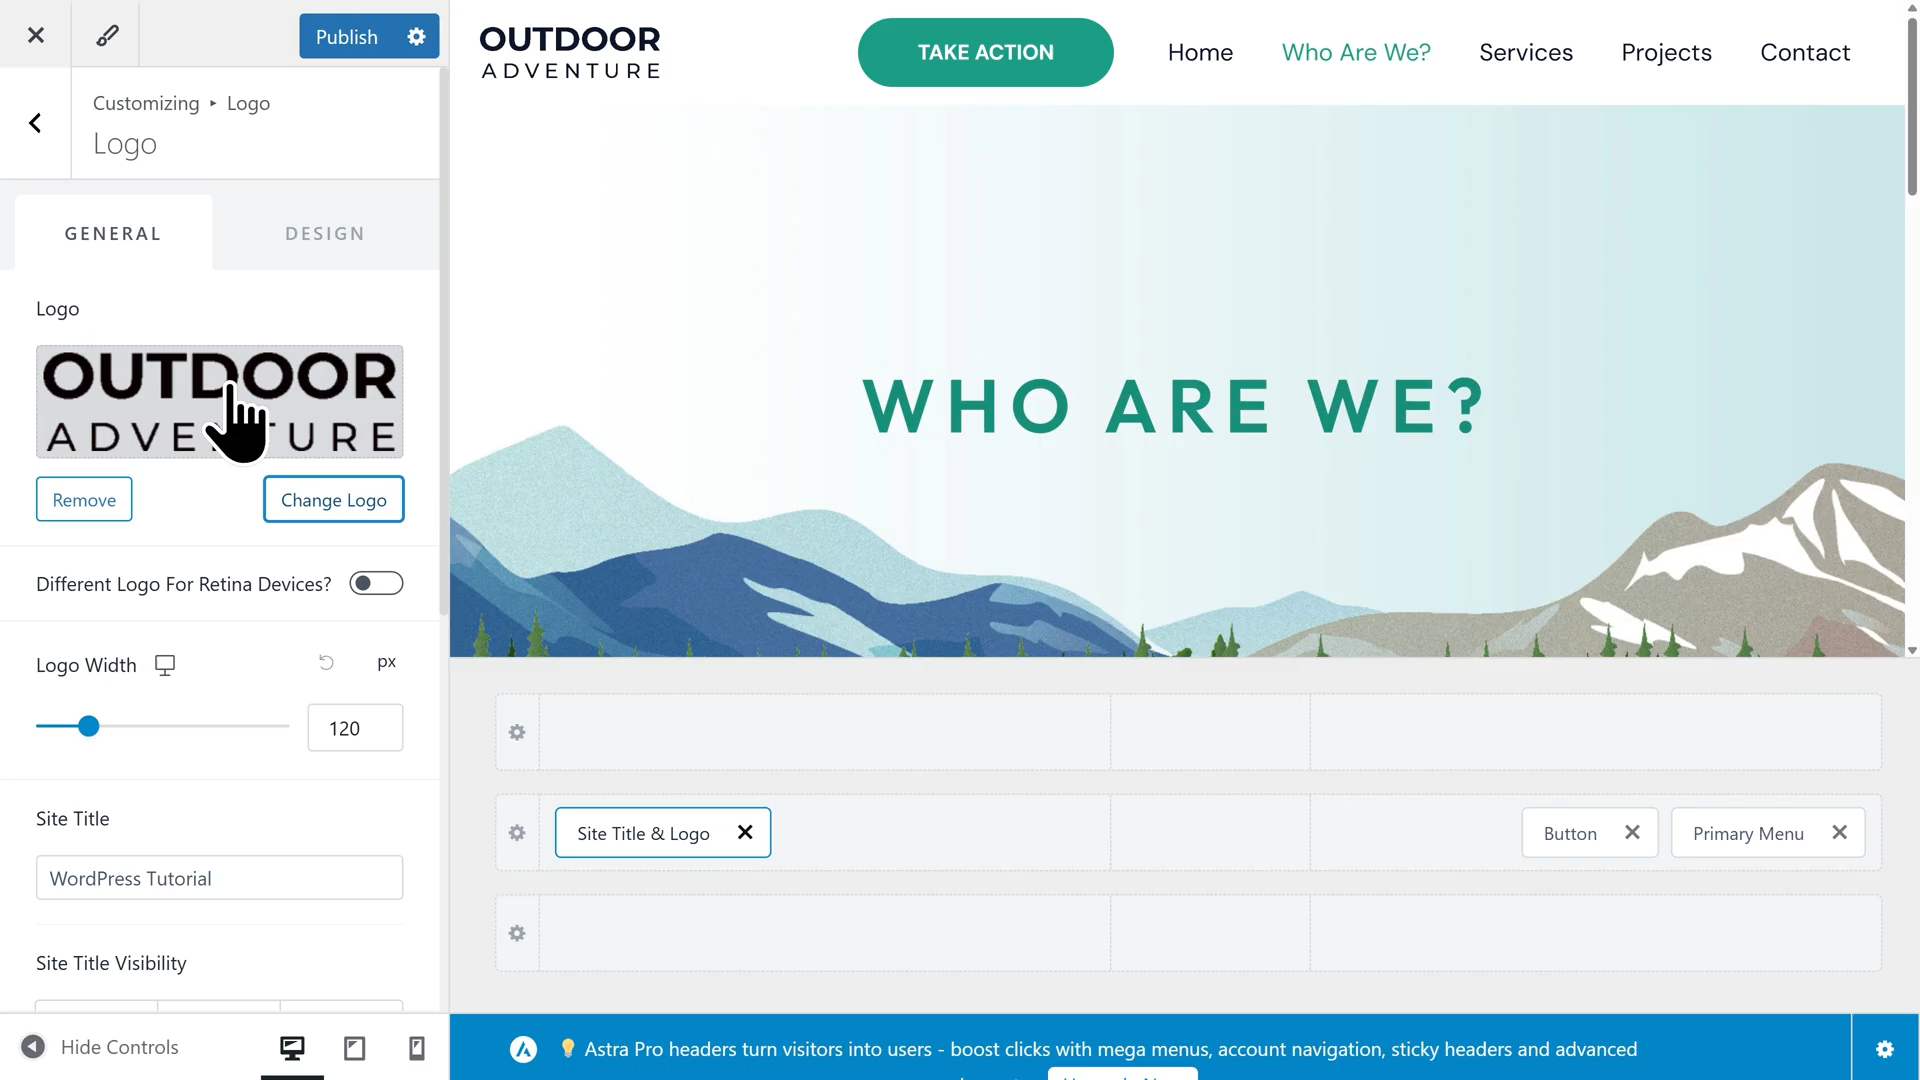 Publish
Customizing ▸ Logo
Logo
GENERAL
DESIGN
Logo
OUTDOOR
ADVENTURE
Remove
Change Logo
Different Logo For Retina Devices?
Logo Width
px
120
Site Title
WordPress Tutorial
Site Title Visibility
Hide Controls
OUTDOOR
ADVENTURE
TAKE ACTION
Home
Who Are We?
Services
Projects
Contact
WHO ARE WE?
Site Title & Logo
Button
Primary Menu
Astra Pro headers turn visitors into users - boost clicks with mega menus, account navigation, sticky headers and advanced